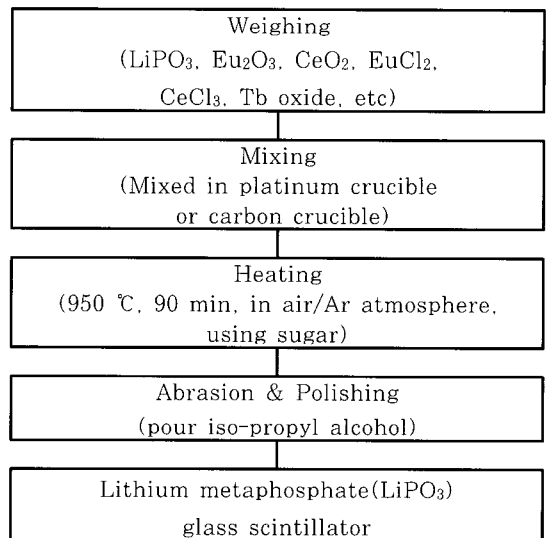 Weighing
(LiPO₃, Eu₂O₃, CeO₂, EuCl₂,
CeCl₃, Tb oxide, etc)
Mixing
(Mixed in platinum crucible
or carbon crucible)
Heating
(950 ℃, 90 min, in air/Ar atmosphere,
using sugar)
Abrasion & Polishing
(pour iso-propyl alcohol)
Lithium metaphosphate(LiPO₃)
glass scintillator